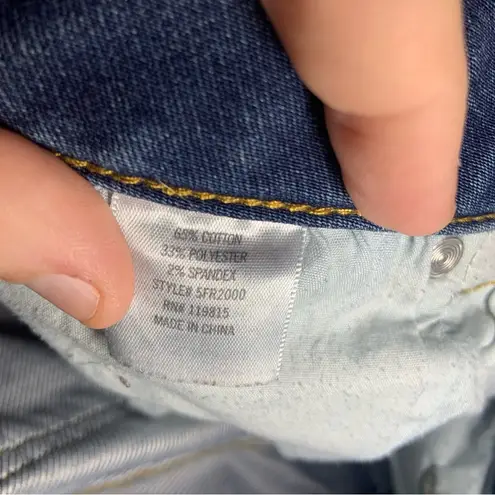 65% COTTON
33% POLYESTER
2% SPANDEX
STYLE# 5FR2000
RN# 119815
MADE IN CHINA